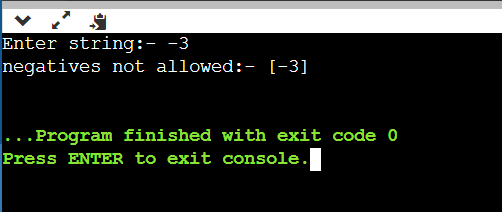 Enter string:- -3
negatives not allowed:- [-3]
...Program finished with exit code 0
Press ENTER to exit console.